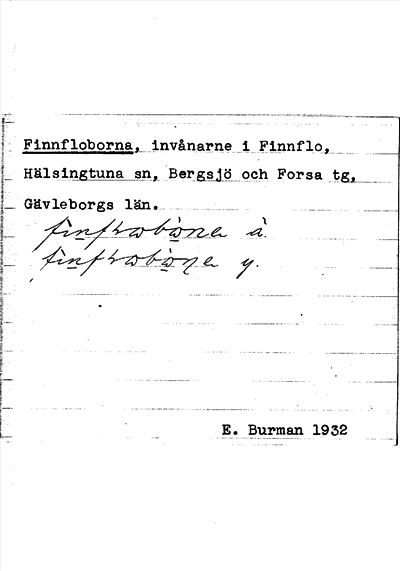 Finnfloborna, invånarne i Finnflo,
Hälsingtuna sn, Bergsjö och Forsa tg,
Gävleborgs län.
å.
y.
E. Burman 1932